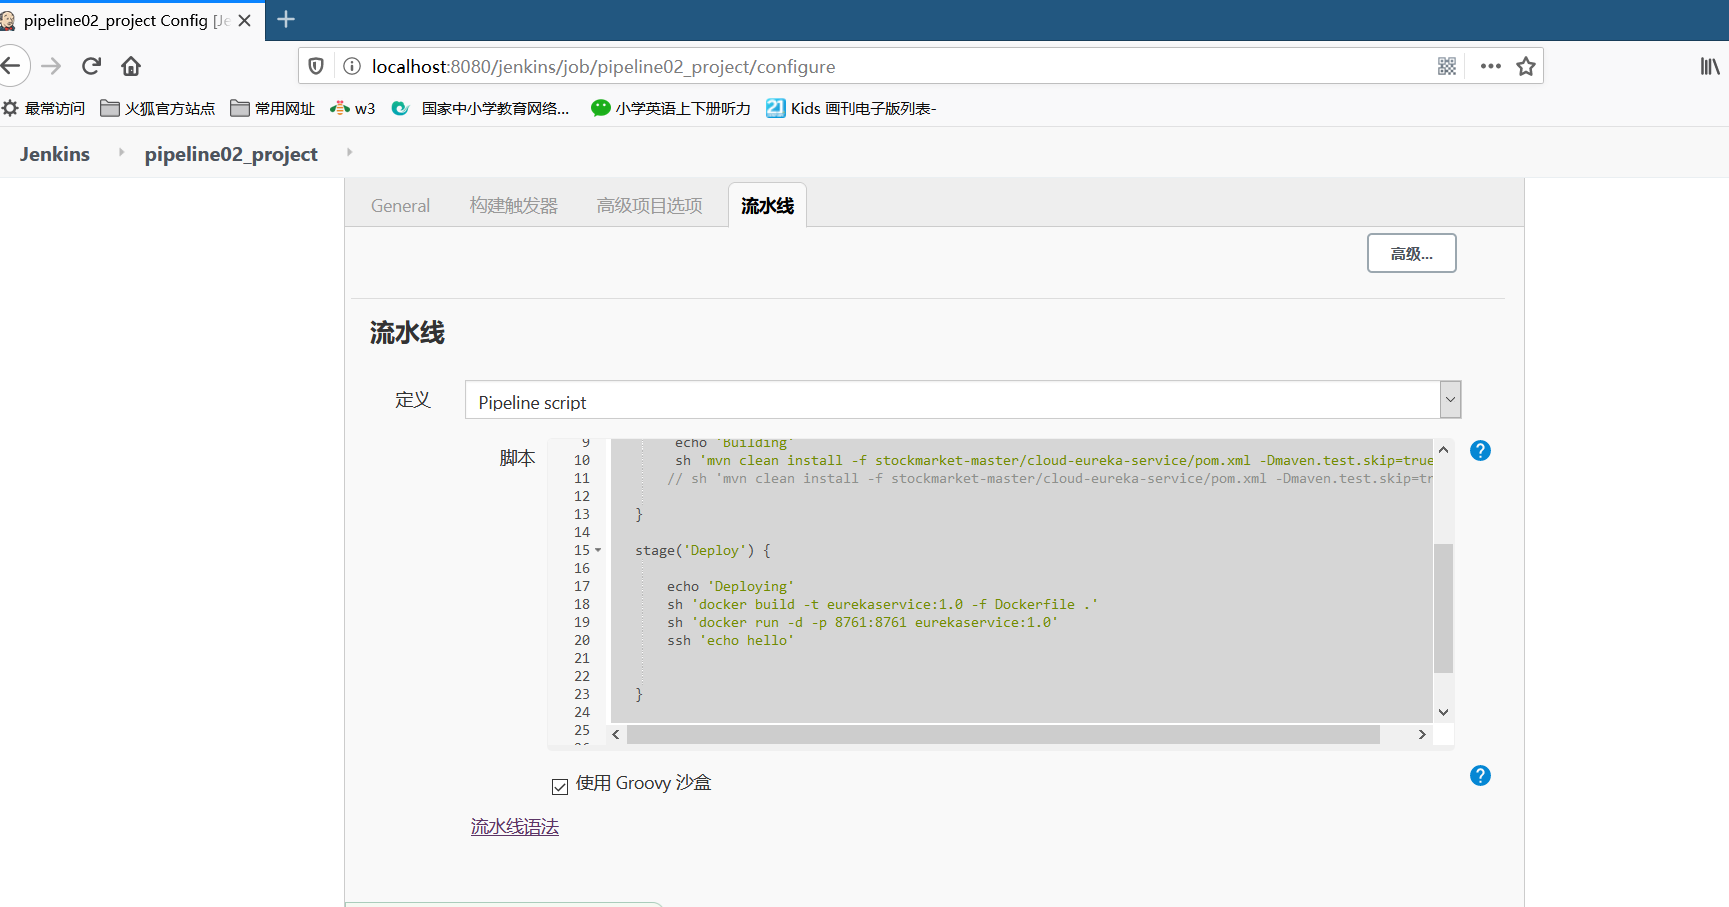 pipeline02_project Config [Je
localhost:8080/jenkins/job/pipeline02_project/configure
最常访问 火狐官方站点 常用网址 w3 国家中小学教育网络... 小学英语上下册听力 21 Kids 画刊电子版列表-
Jenkins pipeline02_project
General 构建触发器 高级项目选项 流水线
高级...
流水线
定义 Pipeline script
脚本
9 echo 'Building'
10 sh 'mvn clean install -f stockmarket-master/cloud-eureka-service/pom.xml -Dmaven.test.skip=true
11 // sh 'mvn clean install -f stockmarket-master/cloud-eureka-service/pom.xml -Dmaven.test.skip=tr
12
13 }
14
15 stage('Deploy') {
16
17 echo 'Deploying'
18 sh 'docker build -t eurekaservice:1.0 -f Dockerfile .'
19 sh 'docker run -d -p 8761:8761 eurekaservice:1.0'
20 ssh 'echo hello'
21
22
23 }
24
25
使用 Groovy 沙盒
流水线语法